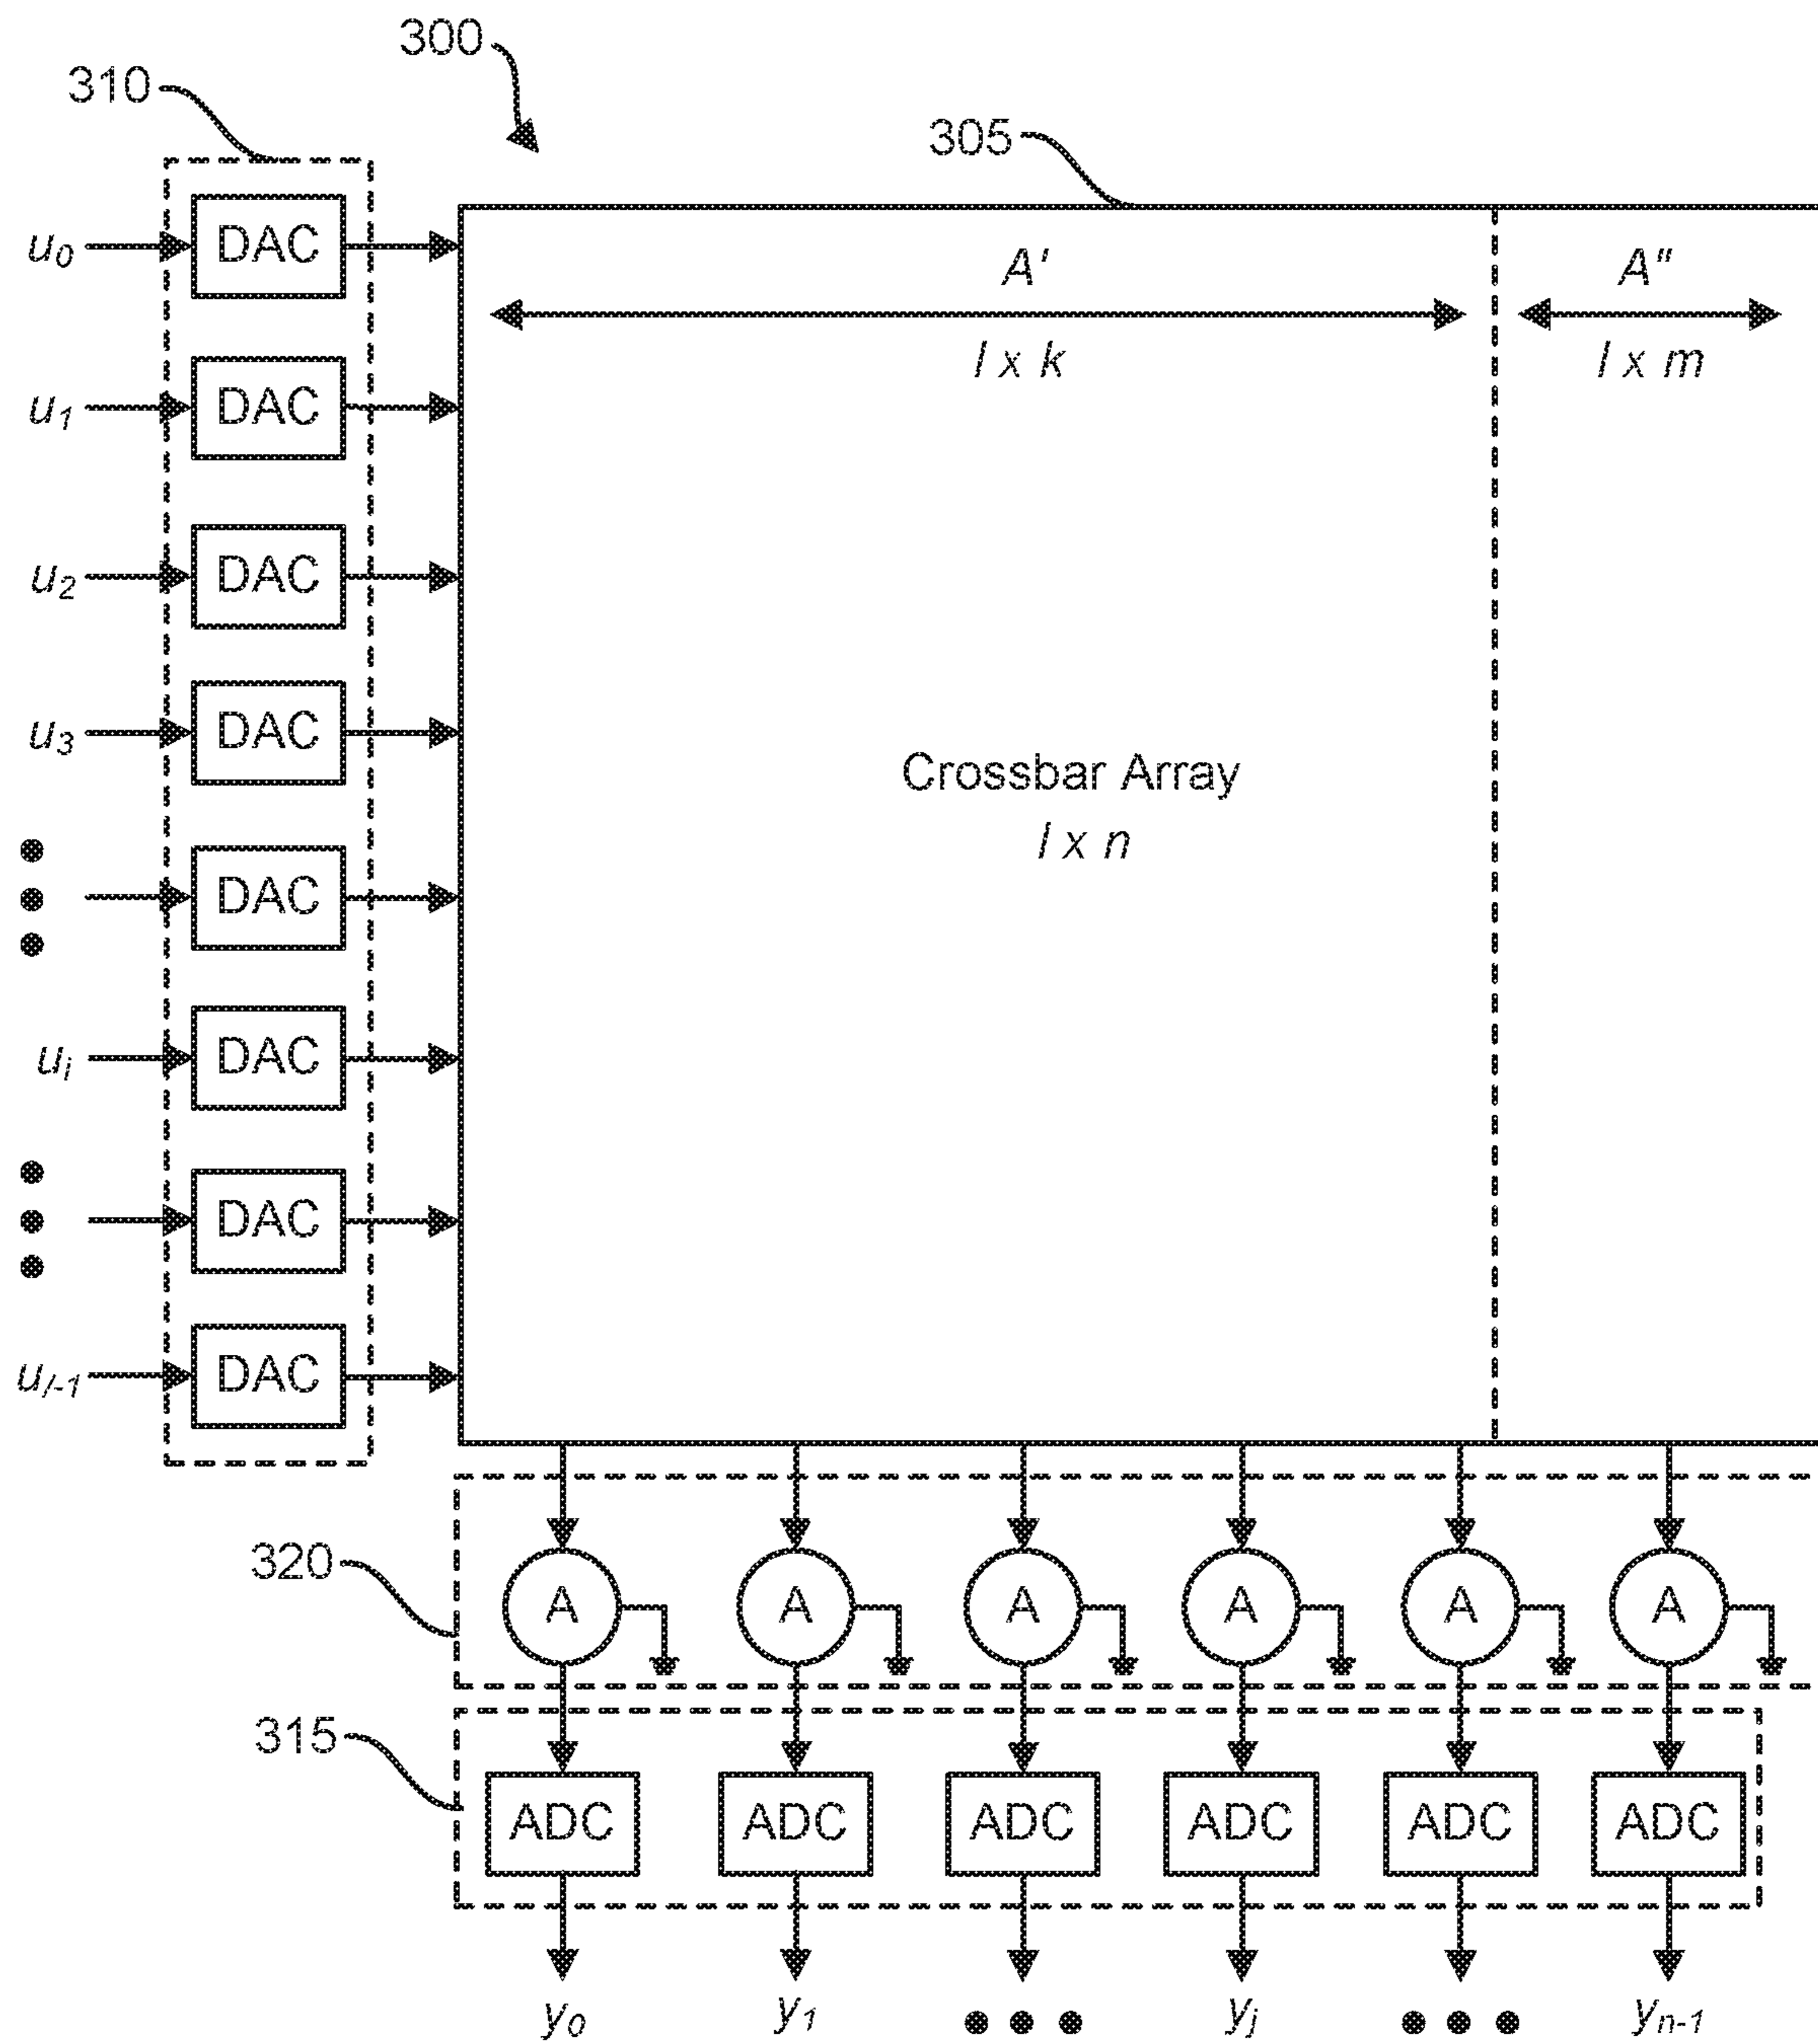 300
310
305
u0 DAC
A' A"
l x k l x m
u1 DAC
u2 DAC
u3 DAC
Crossbar Array
l x n
DAC
ui DAC
DAC
ul-1 DAC
320 A A A A A A
315 ADC ADC ADC ADC ADC ADC
y0 y1 yj yn-1